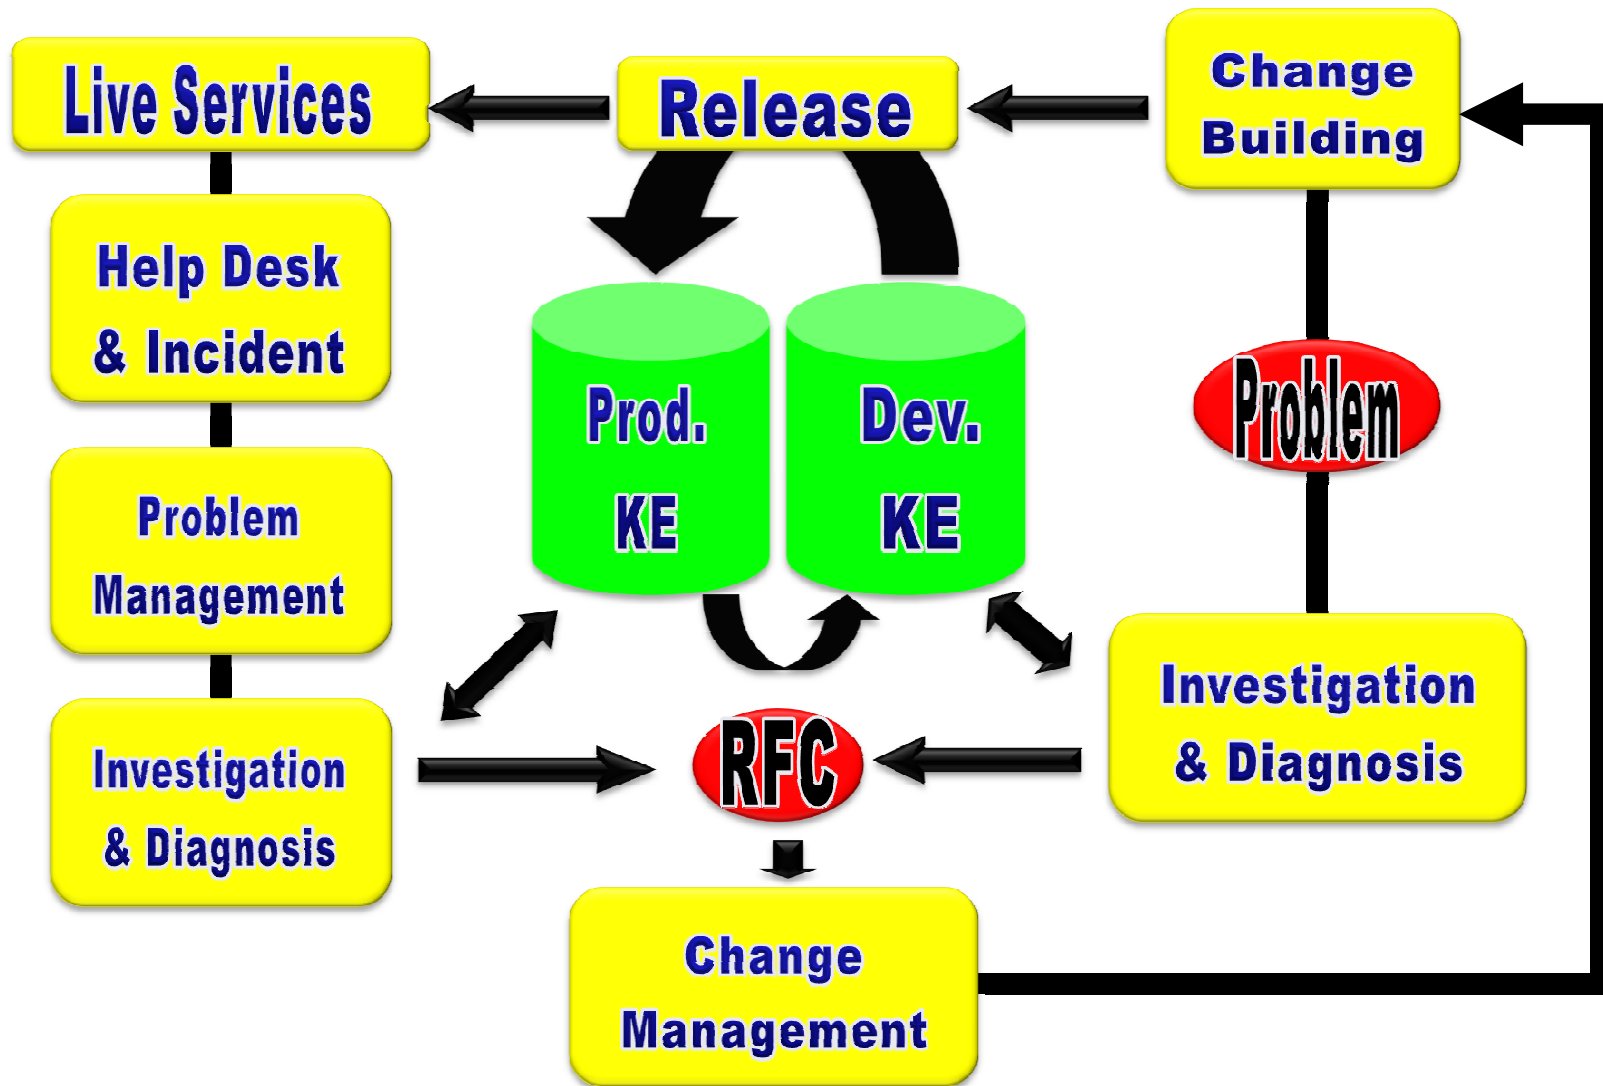 Live Services
Release
Change
Building
Help Desk
& Incident
Prod.
KE
Dev.
KE
Problem
Problem
Management
Investigation
& Diagnosis
RFC
Investigation
& Diagnosis
Change
Management